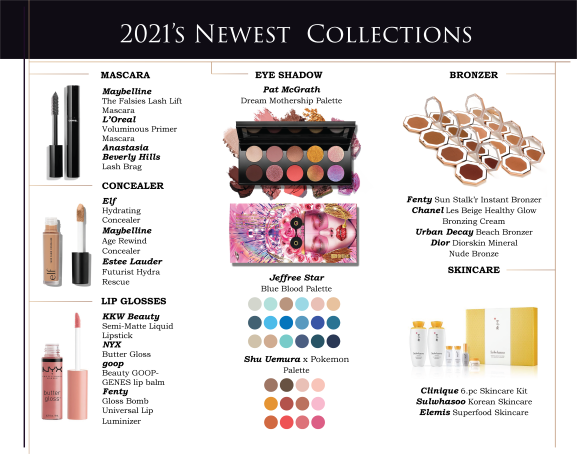 2021's Newest Collections
MASCARA
Maybelline
The Falsies Lash Lift
Mascara
L'Oreal
Voluminous Primer
Mascara
Anastasia
Beverly Hills
Lash Brag
CONCEALER
Elf
Hydrating
Concealer
Maybelline
Age Rewind
Concealer
Estee Lauder
Futurist Hydra
Rescue
elf
LIP GLOSSES
KKW Beauty
Semi-Matte Liquid
Lipstick
NYX
Butter Gloss
goop
Beauty GOOP-
GENES lip balm
Fenty
Gloss Bomb
Universal Lip
Luminizer
NYX
butter
gloss
EYE SHADOW
Pat McGrath
Dream Mothership Palette
Jeffree Star
Blue Blood Palette
Shu Uemura x Pokemon
Palette
BRONZER
Fenty Sun Stalk'r Instant Bronzer
Chanel Les Beige Healthy Glow
Bronzing Cream
Urban Decay Beach Bronzer
Dior Diorskin Mineral
Nude Bronze
SKINCARE
Clinique 6.pc Skincare Kit
Sulwhasoo Korean Skincare
Elemis Superfood Skincare